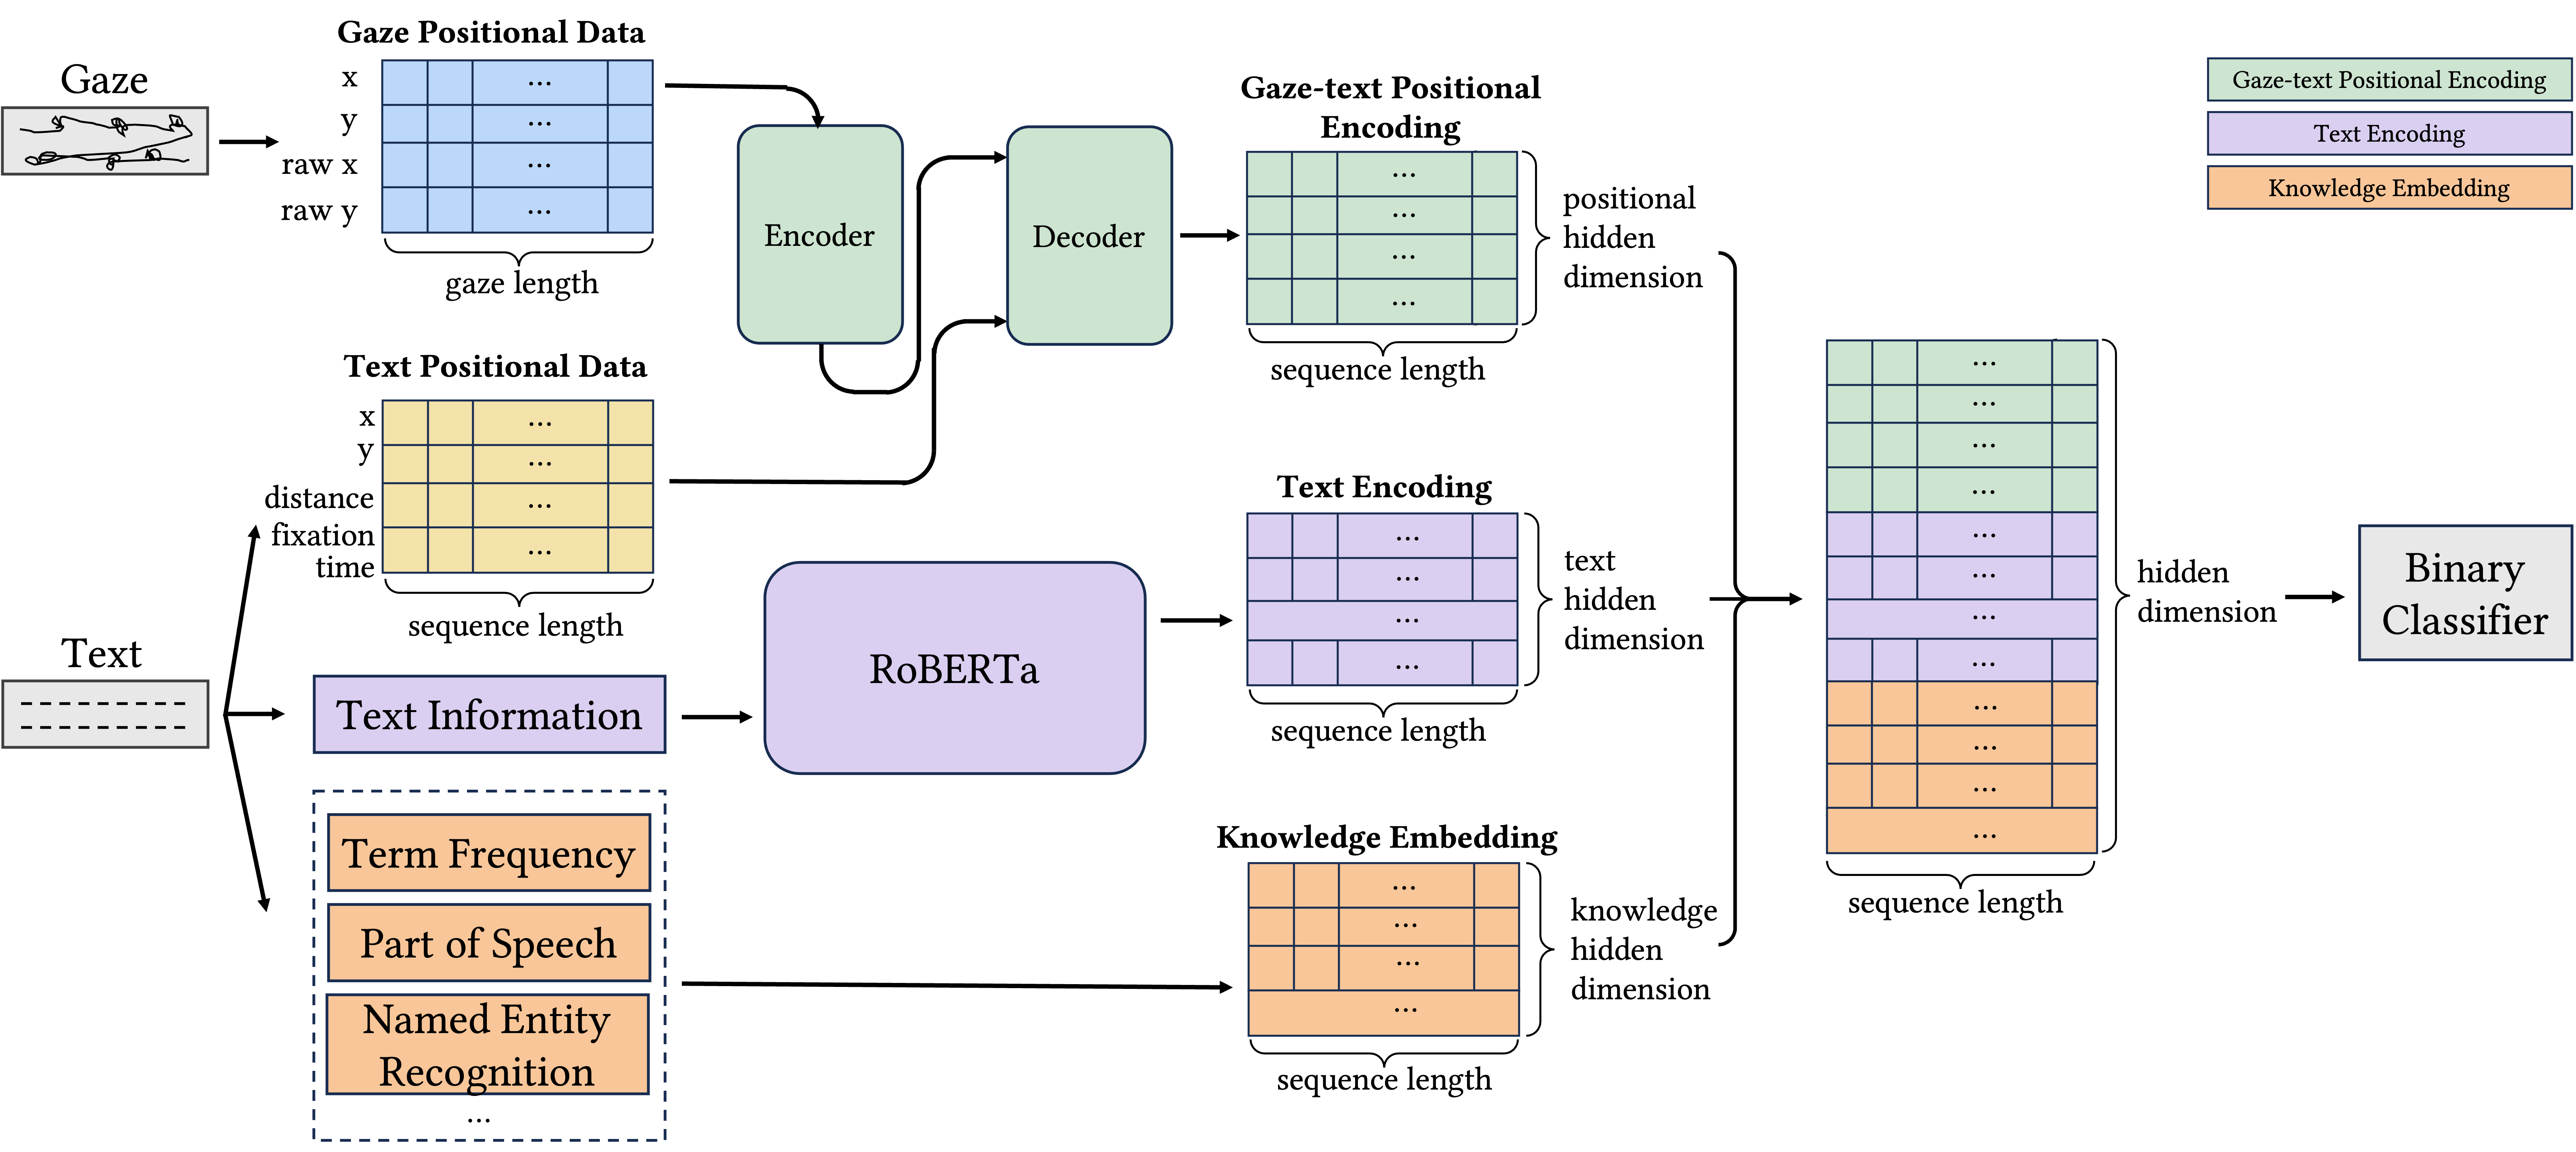 Gaze
Gaze Positional Data
x
y
raw x
raw y
...
...
...
...
gaze length
Encoder
Decoder
Gaze-text Positional
Encoding
...
...
...
...
positional
hidden
dimension
sequence length
Gaze-text Positional Encoding
Text Encoding
Knowledge Embedding
Text Positional Data
x
y
distance
fixation
time
...
...
...
...
sequence length
Text
Text Information
RoBERTa
Text Encoding
...
...
...
...
text
hidden
dimension
sequence length
Term Frequency
Part of Speech
Named Entity
Recognition
...
Knowledge Embedding
...
...
...
...
knowledge
hidden
dimension
sequence length
...
...
...
...
...
...
...
...
...
...
...
...
hidden
dimension
sequence length
Binary
Classifier